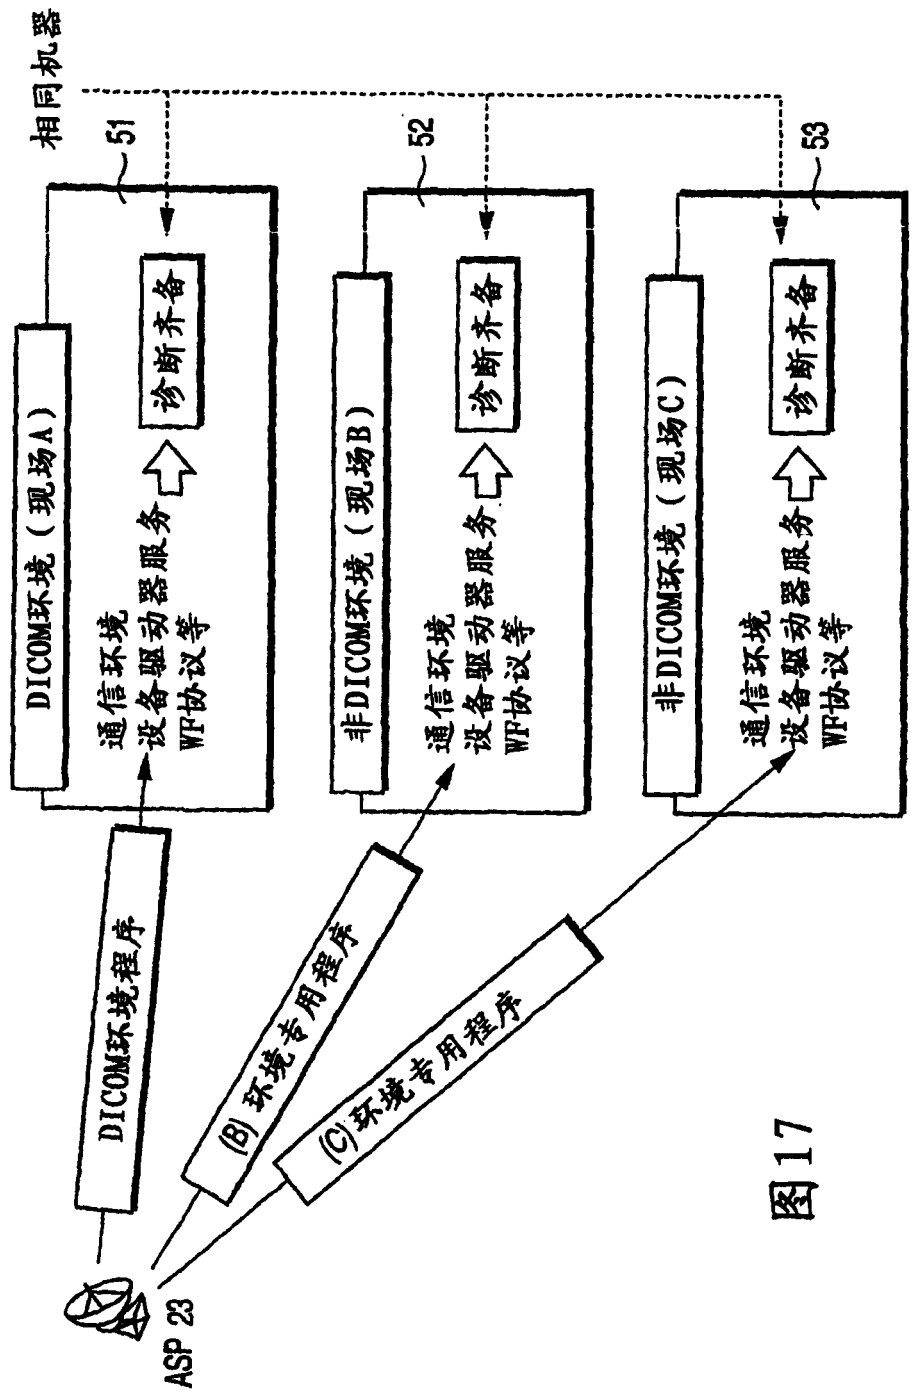 相同机器
51
DICOM环境(现场A)
通信环境
设备驱动器服务
WF协议等
诊断齐备
52
非DICOM环境(现场B)
通信环境
设备驱动器服务
WF协议等
诊断齐备
53
非DICOM环境(现场C)
通信环境
设备驱动器服务
WF协议等
诊断齐备
DICOM环境程序
(B)环境专用程序
(C)环境专用程序
ASP 23
图17